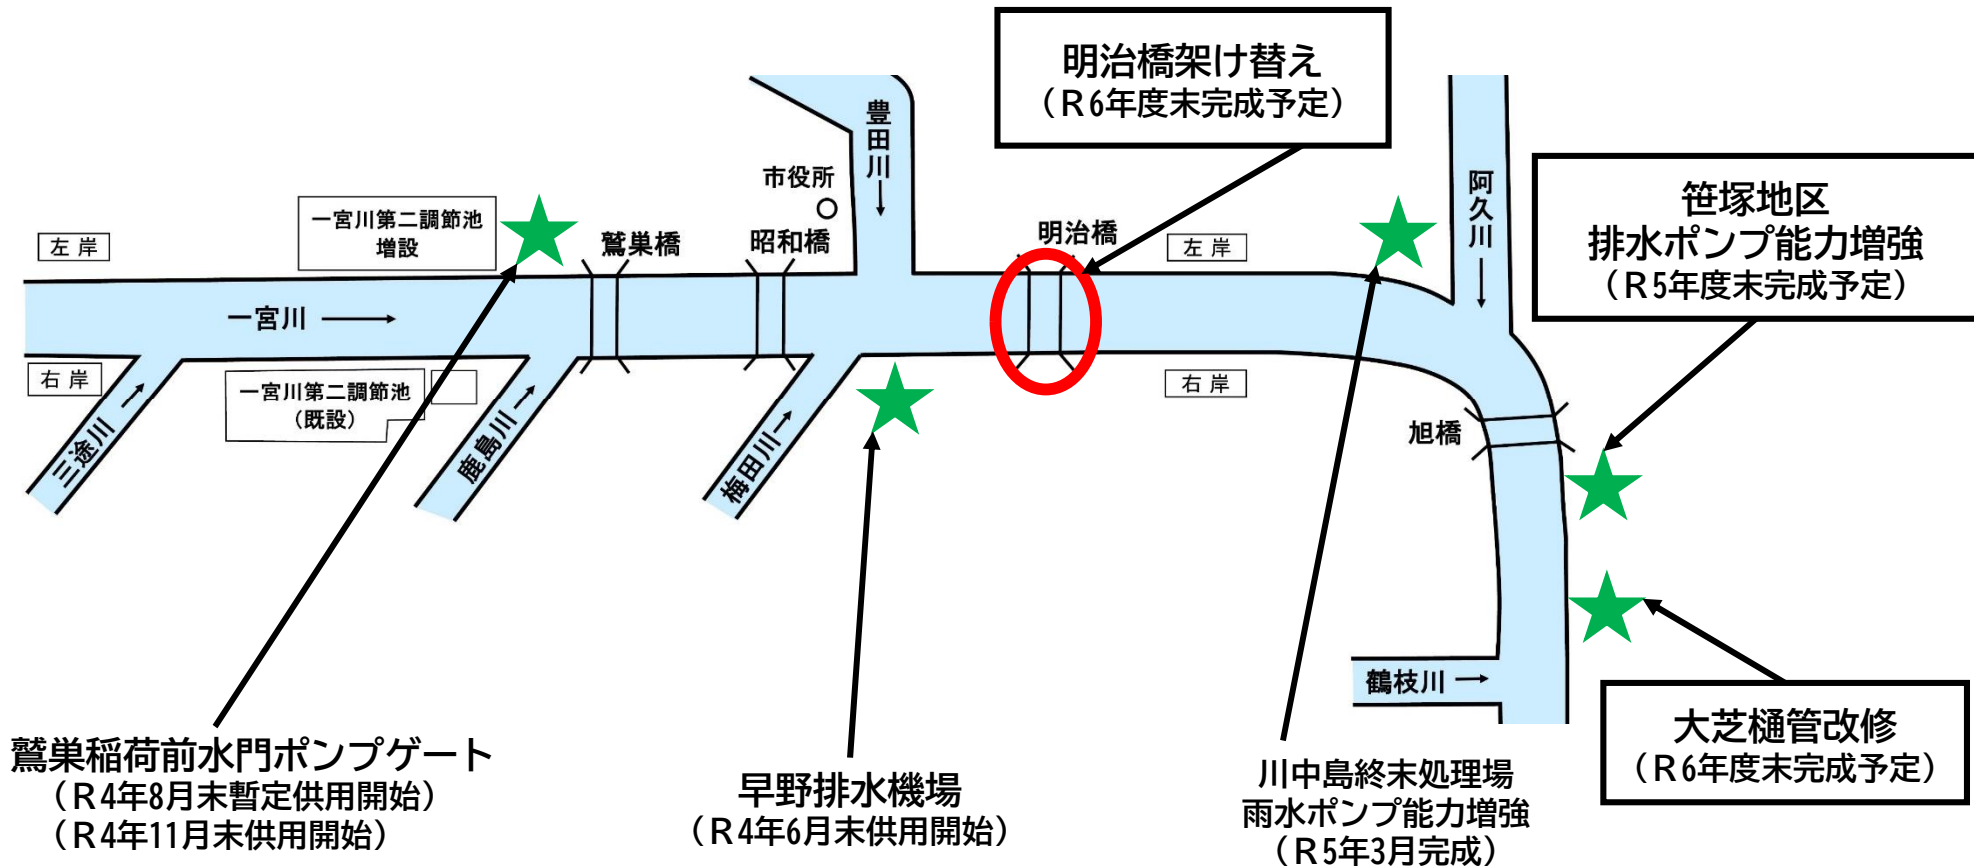 明治橋架け替え
（R6年度末完成予定）
豊田川
市役所
阿久川
笹塚地区
排水ポンプ能力増強
（R5年度末完成予定）
一宮川第二調節池
増設
左岸
鷲巣橋
昭和橋
明治橋
左岸
一宮川
右岸
一宮川第二調節池
（既設）
右岸
三途川
鹿島川
梅田川
旭橋
鶴枝川
大芝樋管改修
（R6年度末完成予定）
鷲巣稲荷前水門ポンプゲート
（R4年8月末暫定供用開始）
（R4年11月末供用開始）
早野排水機場
（R4年6月末供用開始）
川中島終末処理場
雨水ポンプ能力増強
（R5年3月完成）